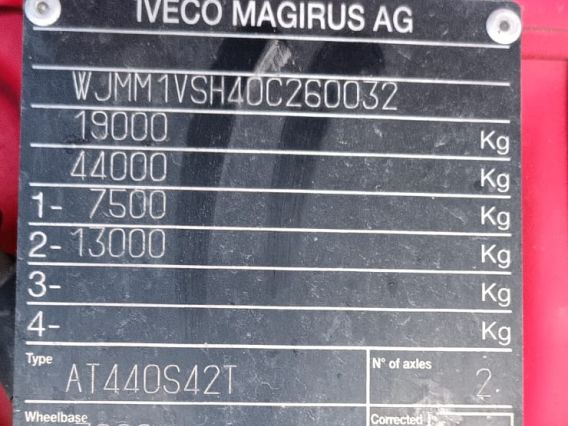 IVECO MAGIRUS AG
WJMM1VSH40C260032
19000 Kg
44000 Kg
1- 7500 Kg
2- 13000 Kg
3- Kg
4- Kg
Type AT440S42T N° of axles 2
Wheelbase Corrected